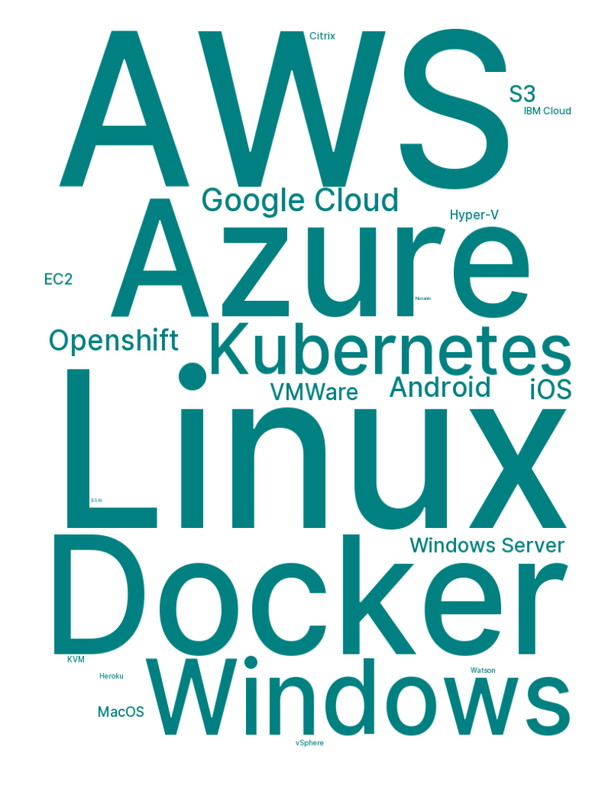 AWS
Citrix
S3
IBM Cloud
Google Cloud
Hyper-V
Azure
EC2
Openshift
Kubernetes
VMWare
Android
iOS
Linux
Windows Server
Docker
KVM
Heroku
Watson
MacOS
Windows
vSphere